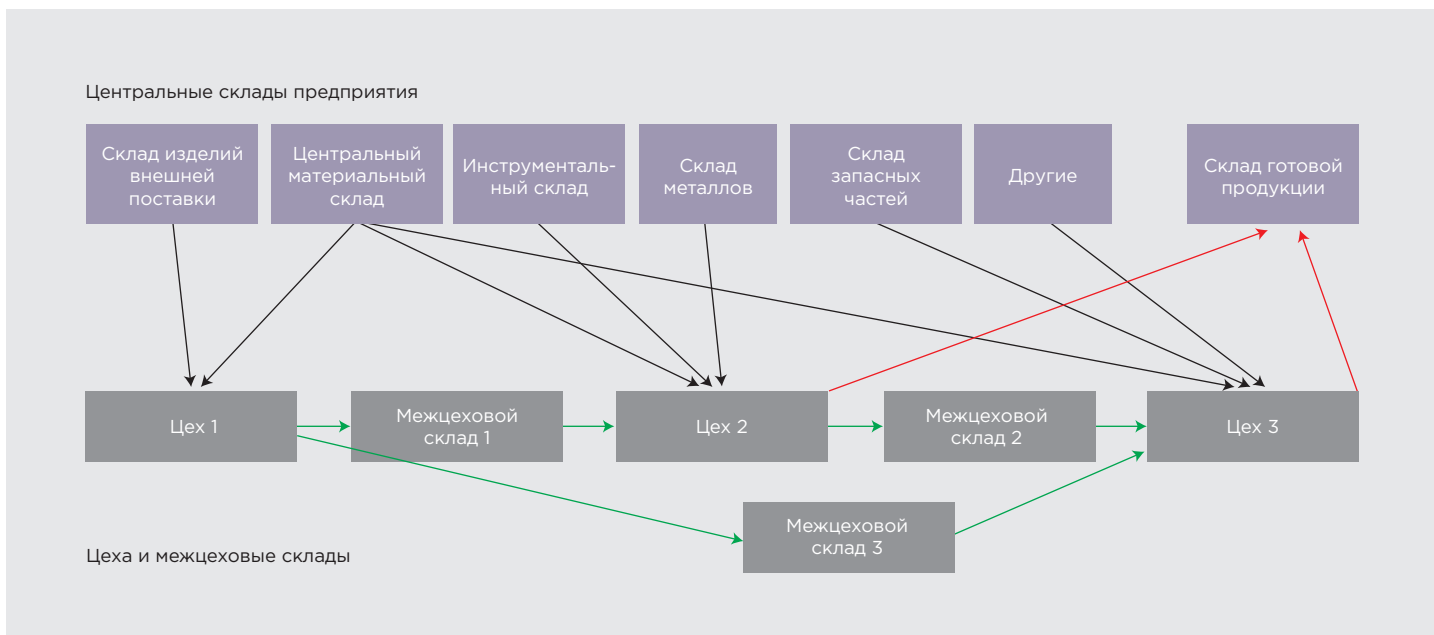 Центральные склады предприятия
Склад изделий
внешней
поставки
Центральный
материальный
склад
Инструменталь-
ный склад
Склад
металлов
Склад
запасных
частей
Другие
Склад готовой
продукции
Цех 1
Межцеховой
склад 1
Цех 2
Межцеховой
склад 2
Цех 3
Межцеховой
склад 3
Цеха и межцеховые склады